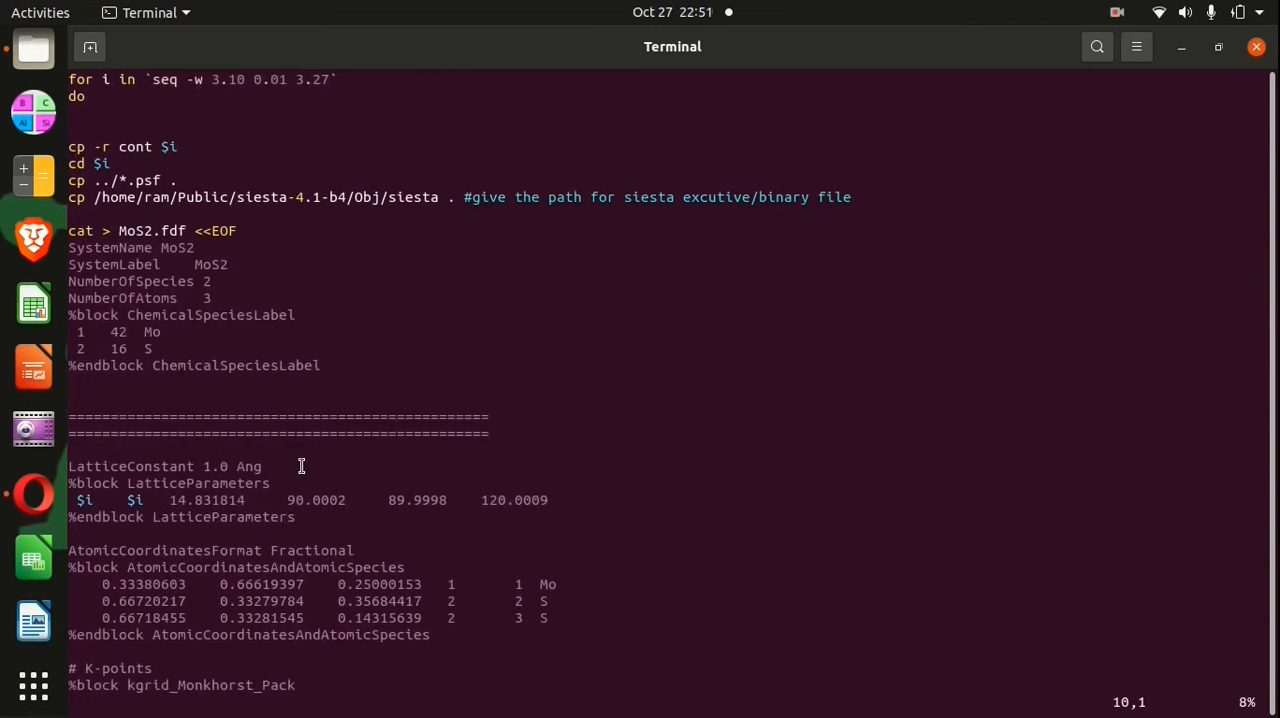 Activities
Terminal
Oct 27 22:51
Terminal
for i in `seq -w 3.10 0.01 3.27`
do
cp -r cont $i
cd $i
cp ../*.psf .
cp /home/ram/Public/siesta-4.1-b4/Obj/siesta . #give the path for siesta excutive/binary file
cat > MoS2.fdf <<EOF
SystemName MoS2
SystemLabel    MoS2
NumberOfSpecies 2
NumberOfAtoms   3
%block ChemicalSpeciesLabel
1   42  Mo
2   16  S
%endblock ChemicalSpeciesLabel
==================================================
==================================================
LatticeConstant 1.0 Ang
%block LatticeParameters
$i    $i   14.831814     90.0002     89.9998    120.0009
%endblock LatticeParameters
AtomicCoordinatesFormat Fractional
%block AtomicCoordinatesAndAtomicSpecies
0.33380603    0.66619397    0.25000153   1       1  Mo
0.66720217    0.33279784    0.35684417   2       2  S
0.66718455    0.33281545    0.14315639   2       3  S
%endblock AtomicCoordinatesAndAtomicSpecies
# K-points
%block kgrid_Monkhorst_Pack
10,1          8%
B C
Al Si